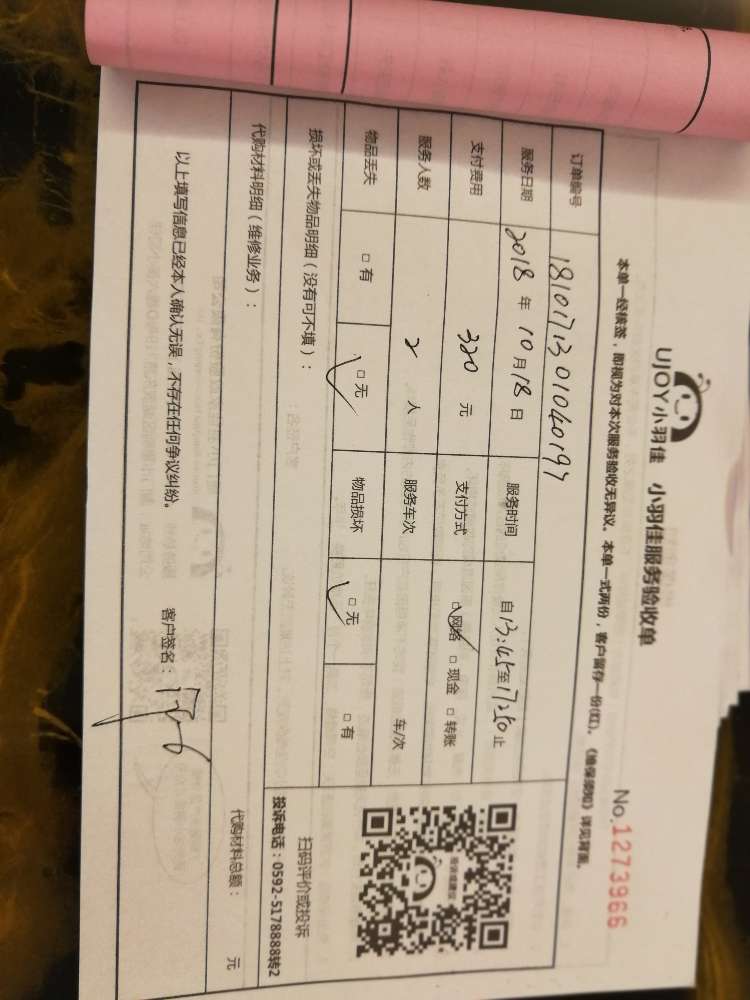 UJOY小羽佳 小羽佳服务验收单
No.1273966
本单一经核签，即视为对本次服务验收无异议。本单一式两份，客户留存一份(红)。《维保须知》详见背面。
订单编号 1810171301040197
服务日期 2018年10月18日 服务时间 自13:45至17:50止
支付费用 330元 支付方式 □网络 □现金 □转账
服务人数 2人 服务车次 车/次
物品丢失 □有 □无 物品损坏 □无 □有
损坏或丢失物品明细（没有可不填）：
投诉或建议
扫码评价或投诉
投诉电话：0592-5178888转2
代购材料明细（维修业务）：
代购材料总额： 元
以上填写信息已经本人确认无误，不存在任何争议纠纷。
客户签名：